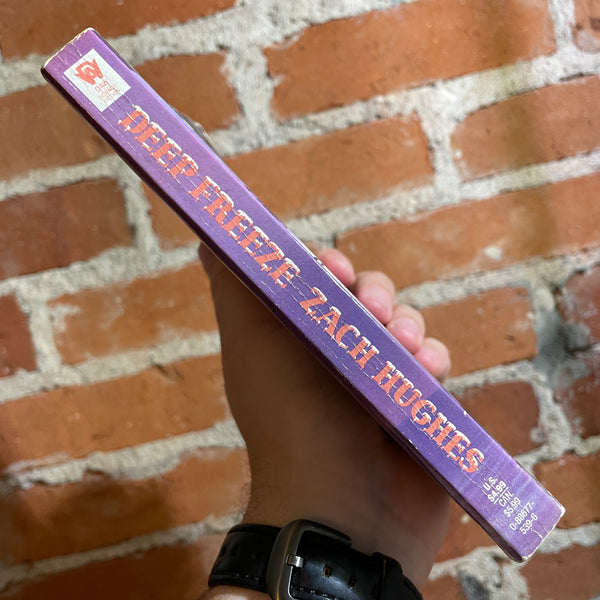 DAW
DEEP FREEZE ZACH HUGHES
U.S.
$4.99
CAN.
$5.99
0-88677-
539-6